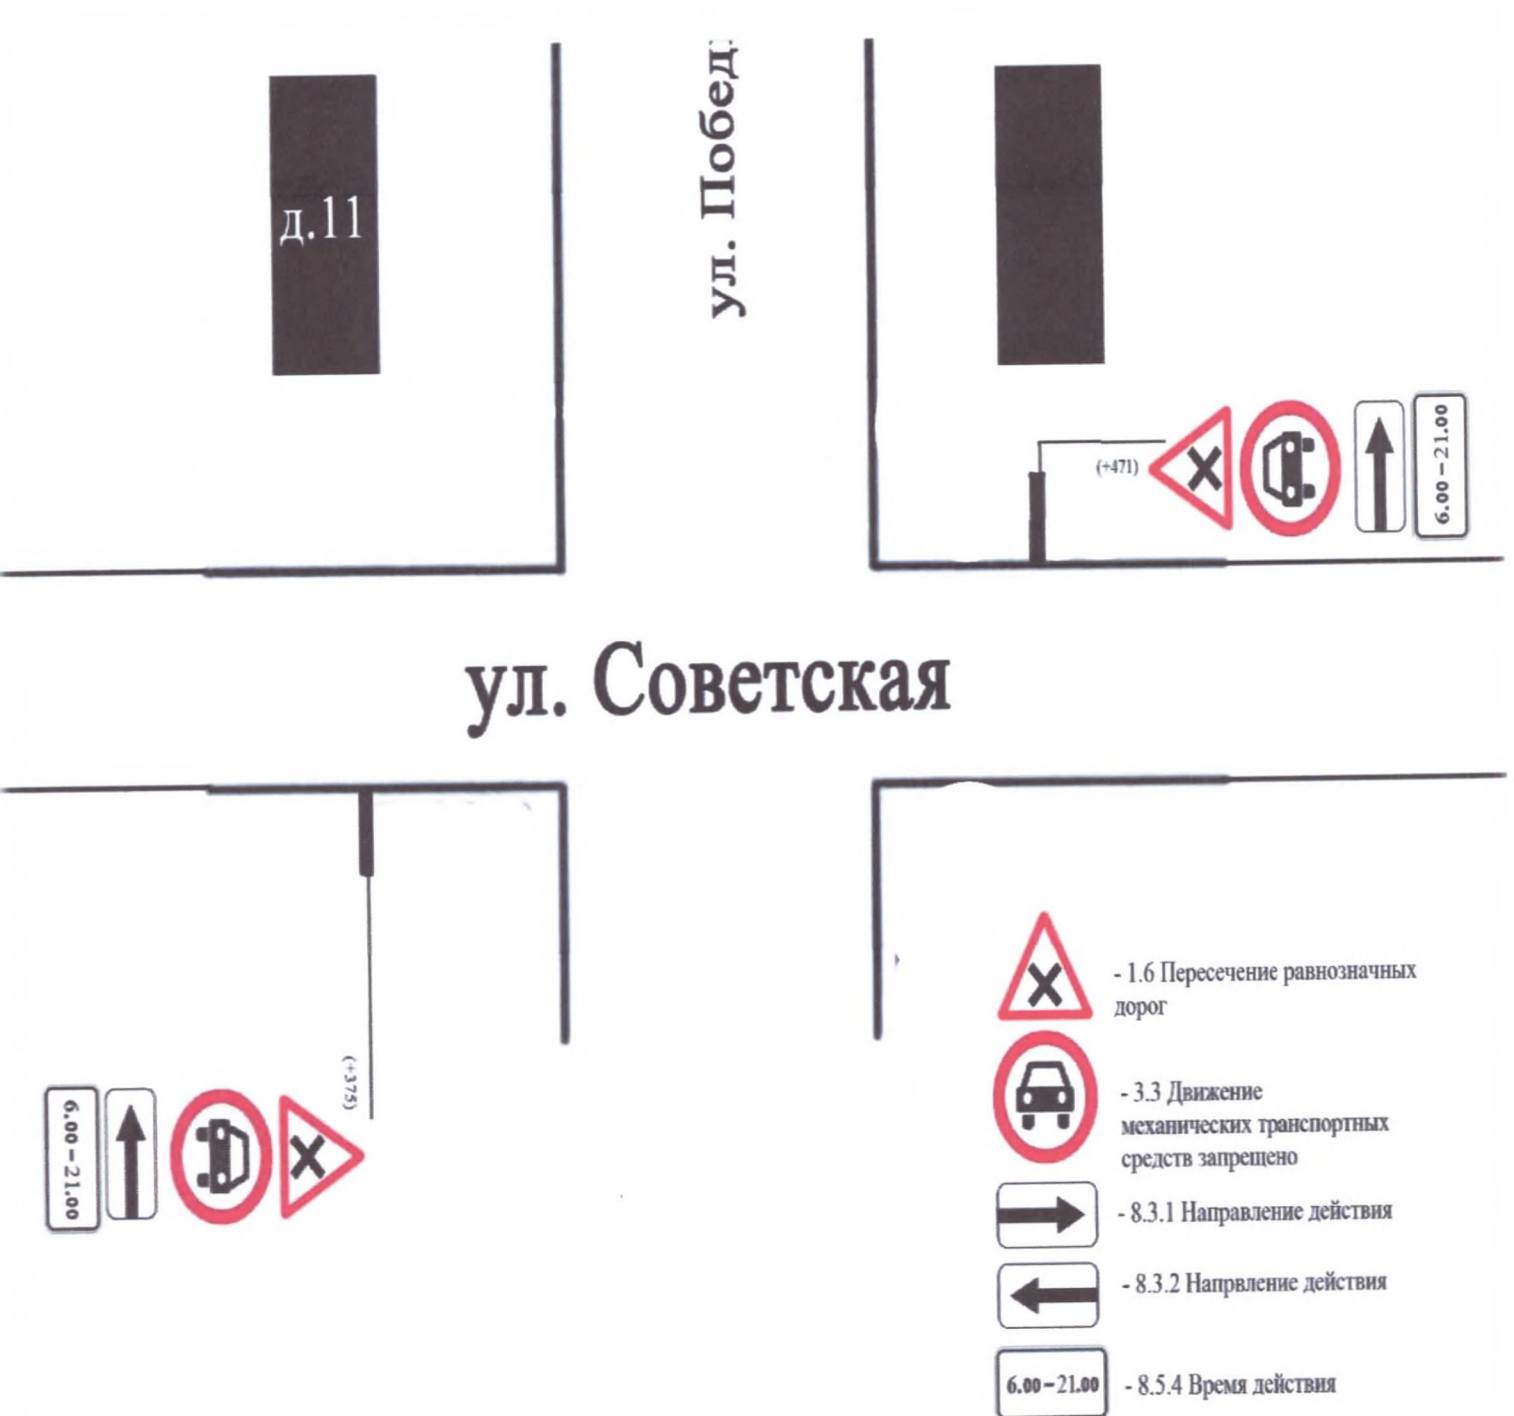 ул. Побед
д.11
(+471)
6.00–21.00
ул. Советская
(+375)
6.00–21.00
- 1.6 Пересечение равнозначных
дорог
- 3.3 Движение
механических транспортных
средств запрещено
- 8.3.1 Направление действия
- 8.3.2 Напрвление действия
6.00–21.00
- 8.5.4 Время действия